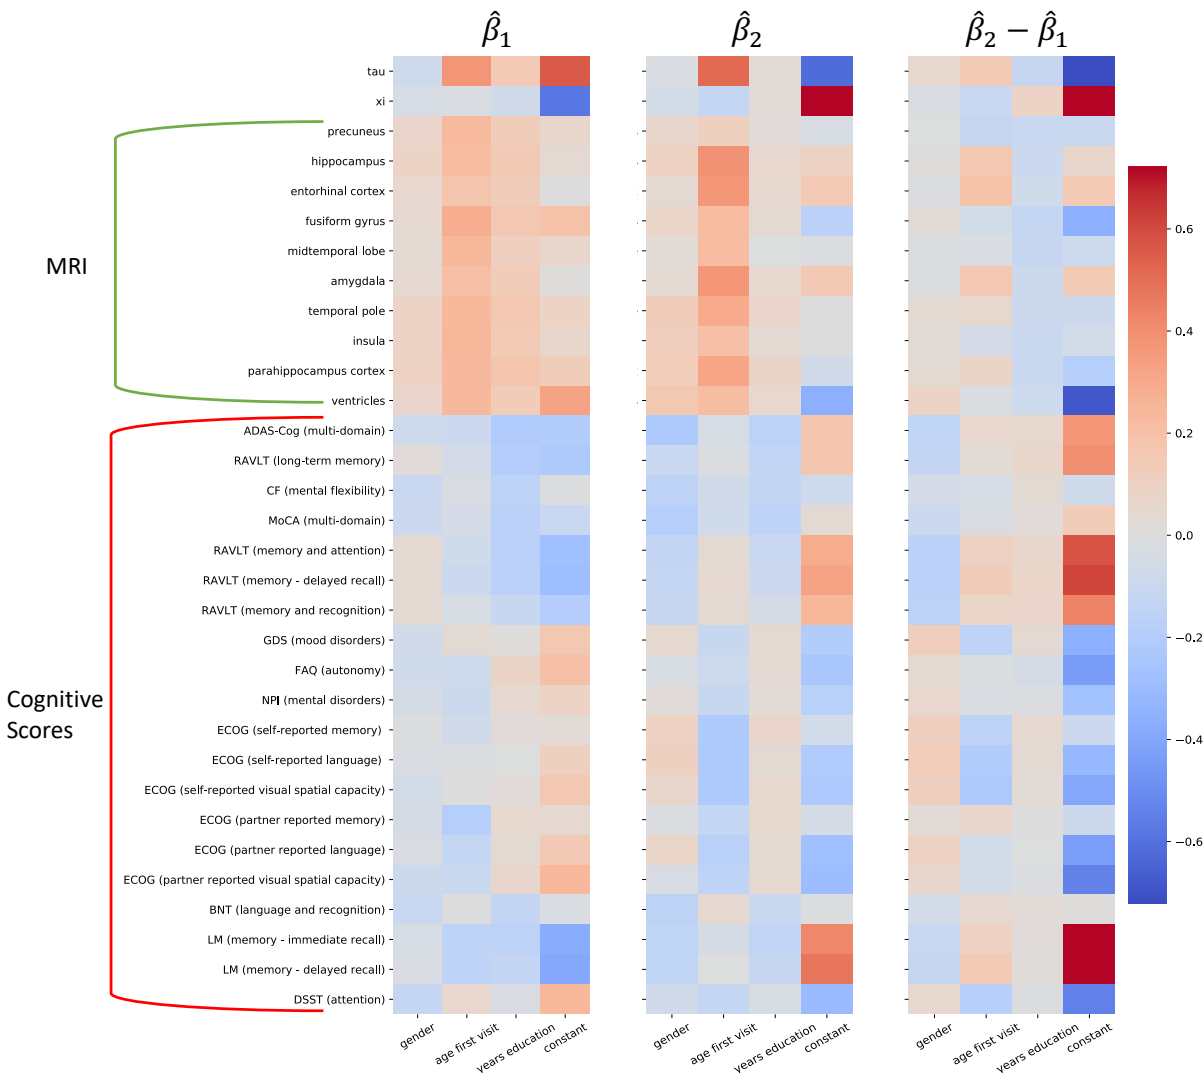 β̂₁ β̂₂ β̂₂ − β̂₁
tau
xi
precuneus
hippocampus
entorhinal cortex
fusiform gyrus
midtemporal lobe
amygdala
temporal pole
insula
parahippocampus cortex
ventricles
MRI
ADAS-Cog (multi-domain)
RAVLT (long-term memory)
CF (mental flexibility)
MoCA (multi-domain)
RAVLT (memory and attention)
RAVLT (memory - delayed recall)
RAVLT (memory and recognition)
GDS (mood disorders)
FAQ (autonomy)
NPI (mental disorders)
ECOG (self-reported memory)
ECOG (self-reported language)
ECOG (self-reported visual spatial capacity)
ECOG (partner reported memory)
ECOG (partner reported language)
ECOG (partner reported visual spatial capacity)
BNT (language and recognition)
LM (memory - immediate recall)
LM (memory - delayed recall)
DSST (attention)
Cognitive
Scores
gender age first visit years education constant
gender age first visit years education constant
gender age first visit years education constant
0.6
0.4
0.2
0.0
−0.2
−0.4
−0.6